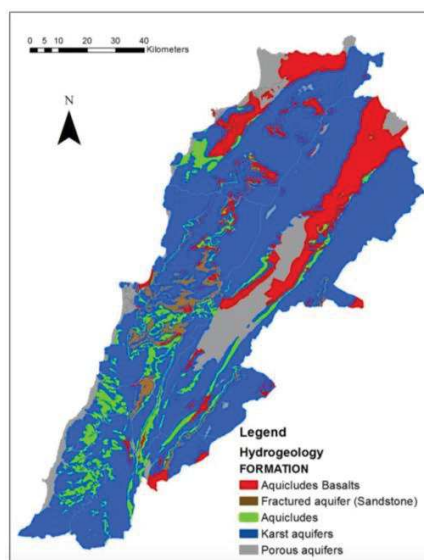 0 5 10 20 30 40
Kilometers
N
Legend
Hydrogeology
FORMATION
Aquicludes Basalts
Fractured aquifer (Sandstone)
Aquicludes
Karst aquifers
Porous aquifers